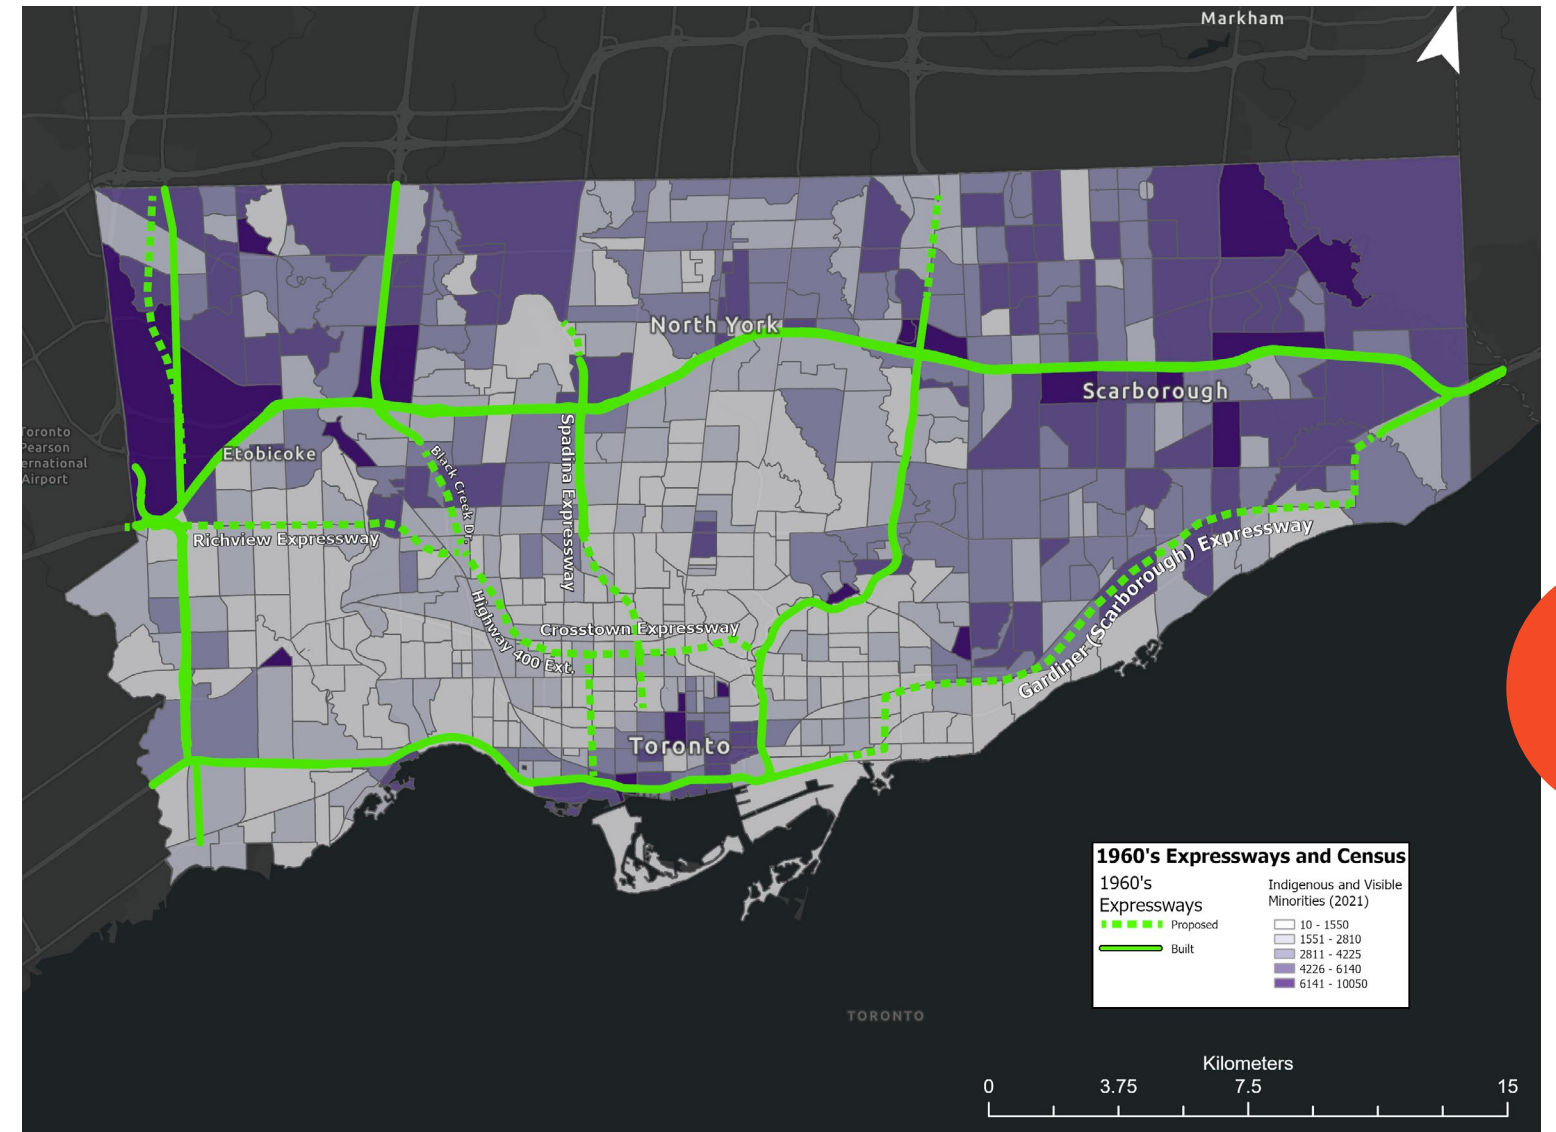 Markham
North York
Scarborough
Toronto
Pearson
ernational
Airport
Etobicoke
Black Creek Dr.
Spadina Expressway
Richview Expressway
Gardiner (Scarborough) Expressway
Highway 400 Ext.
Crosstown Expressway
Toronto
1960's Expressways and Census
1960's
Expressways
Proposed
Built
Indigenous and Visible
Minorities (2021)
10 - 1550
1551 - 2810
2811 - 4225
4226 - 6140
6141 - 10050
TORONTO
Kilometers
0 3.75 7.5 15